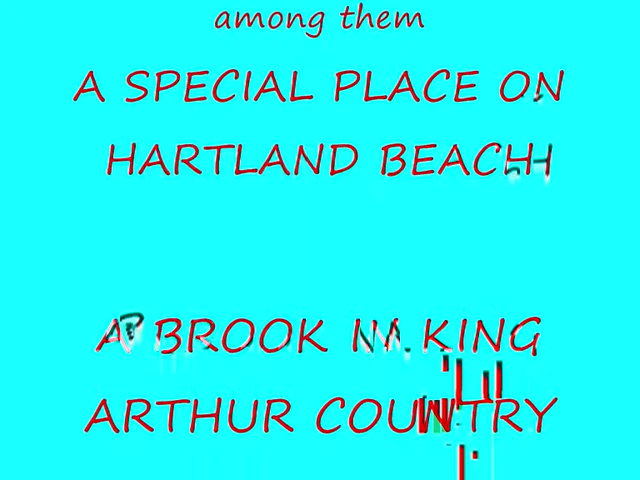 among them
A SPECIAL PLACE ON
HARTLAND BEACH
A BROOK IN KING
ARTHUR COUNTRY